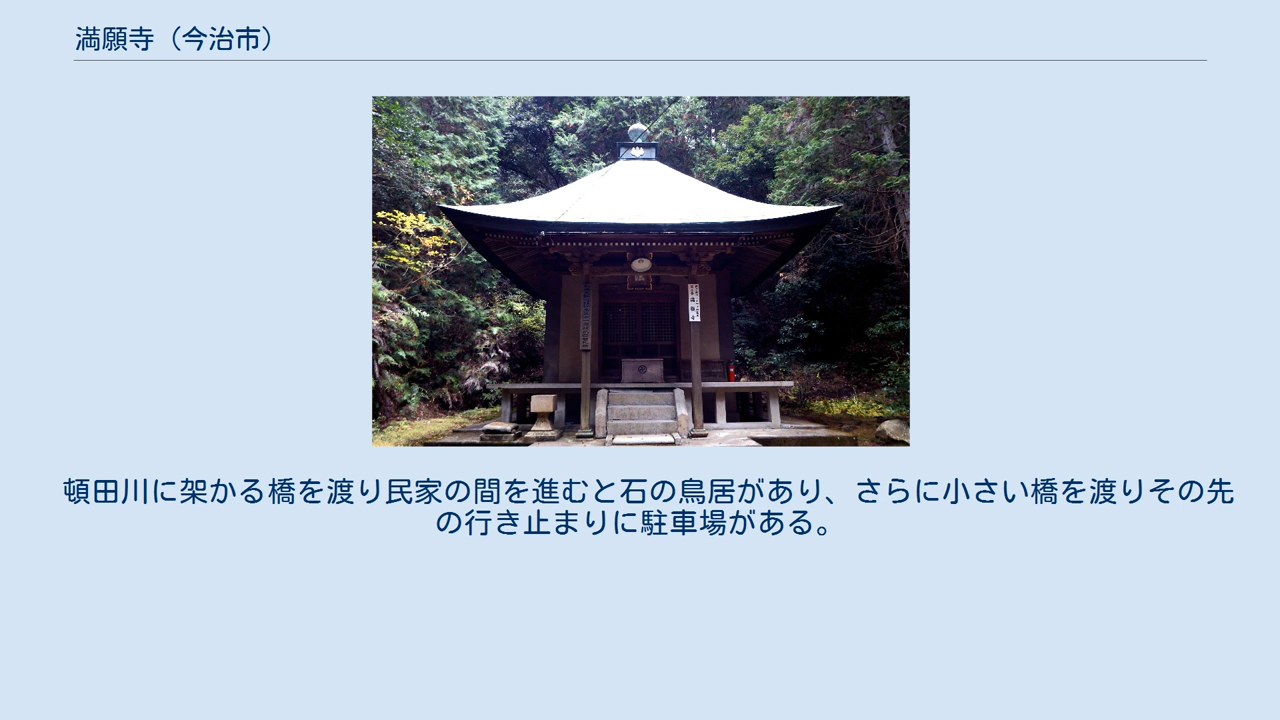 満願寺（今治市）
頓田川に架かる橋を渡り民家の間を進むと石の鳥居があり、さらに小さい橋を渡りその先
の行き止まりに駐車場がある。